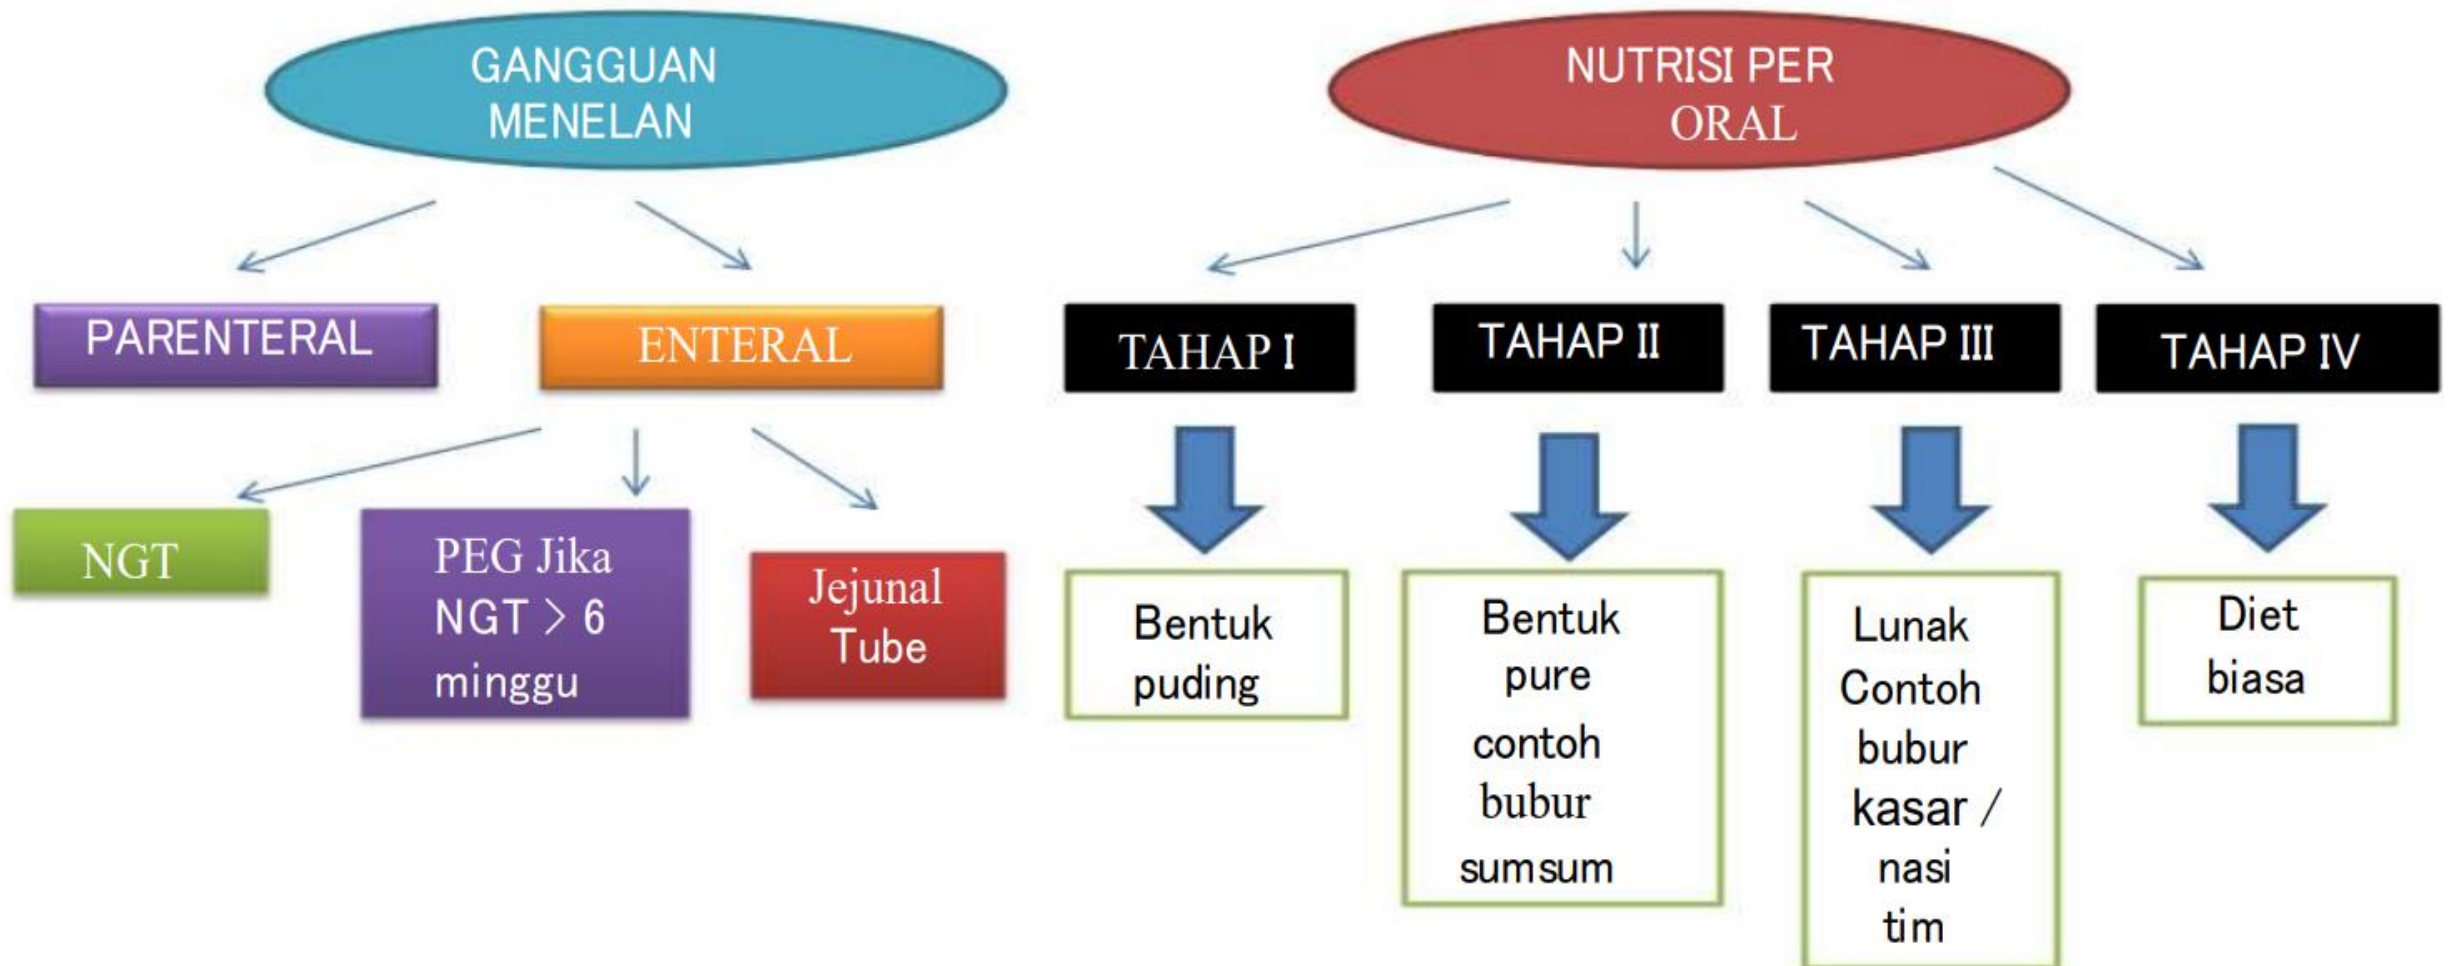 GANGGUAN
MENELAN
NUTRISI PER
ORAL
PARENTERAL
ENTERAL
TAHAP I
TAHAP II
TAHAP III
TAHAP IV
NGT
PEG Jika
NGT > 6
minggu
Jejunal
Tube
Bentuk
puding
Bentuk
pure
contoh
bubur
sumsum
Lunak
Contoh
bubur
kasar /
nasi
tim
Diet
biasa